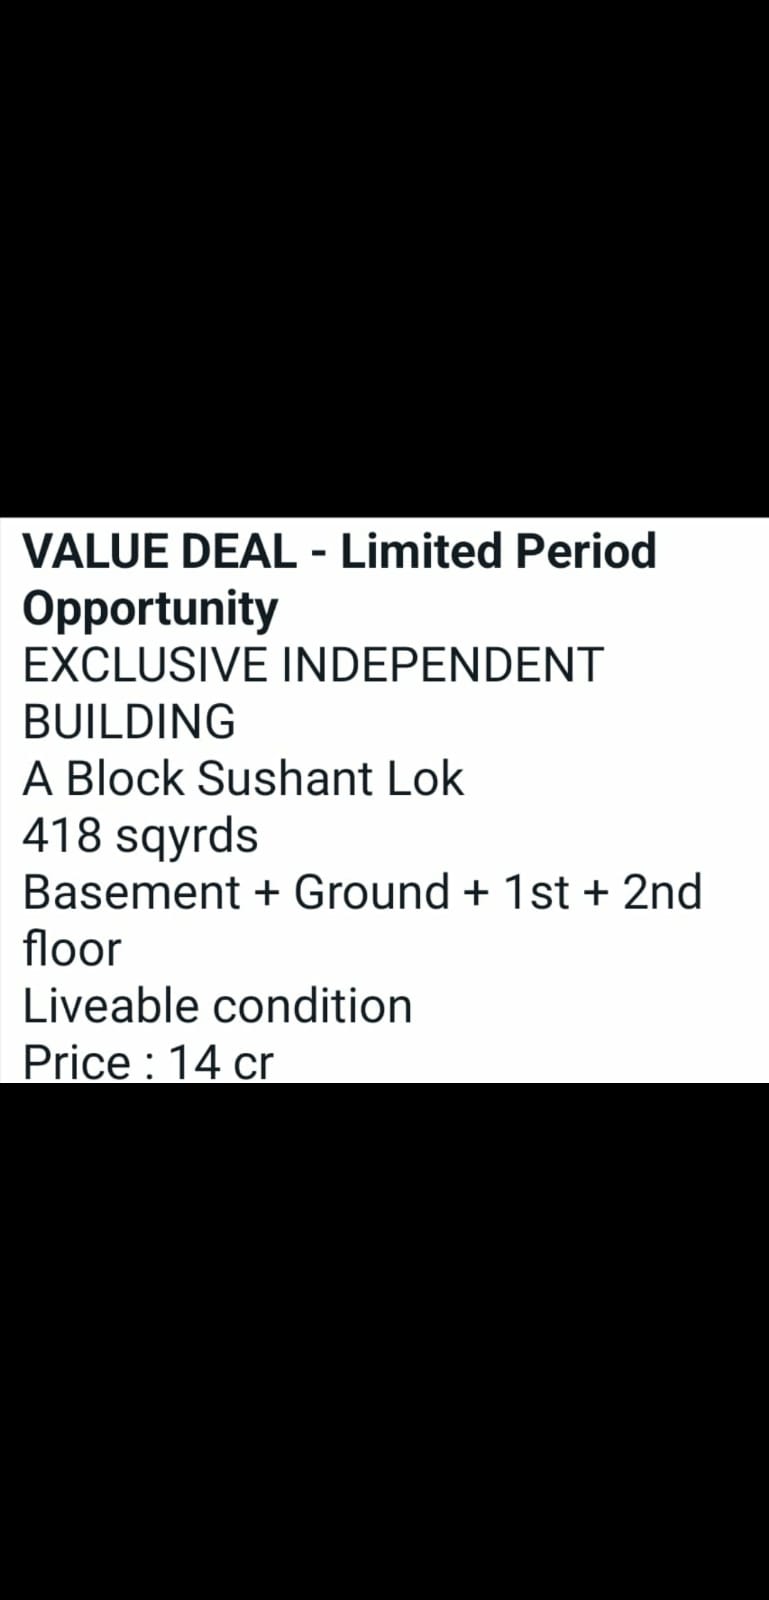 VALUE DEAL - Limited Period
Opportunity
EXCLUSIVE INDEPENDENT
BUILDING
A Block Sushant Lok
418 sqyrds
Basement + Ground + 1st + 2nd
floor
Liveable condition
Price : 14 cr